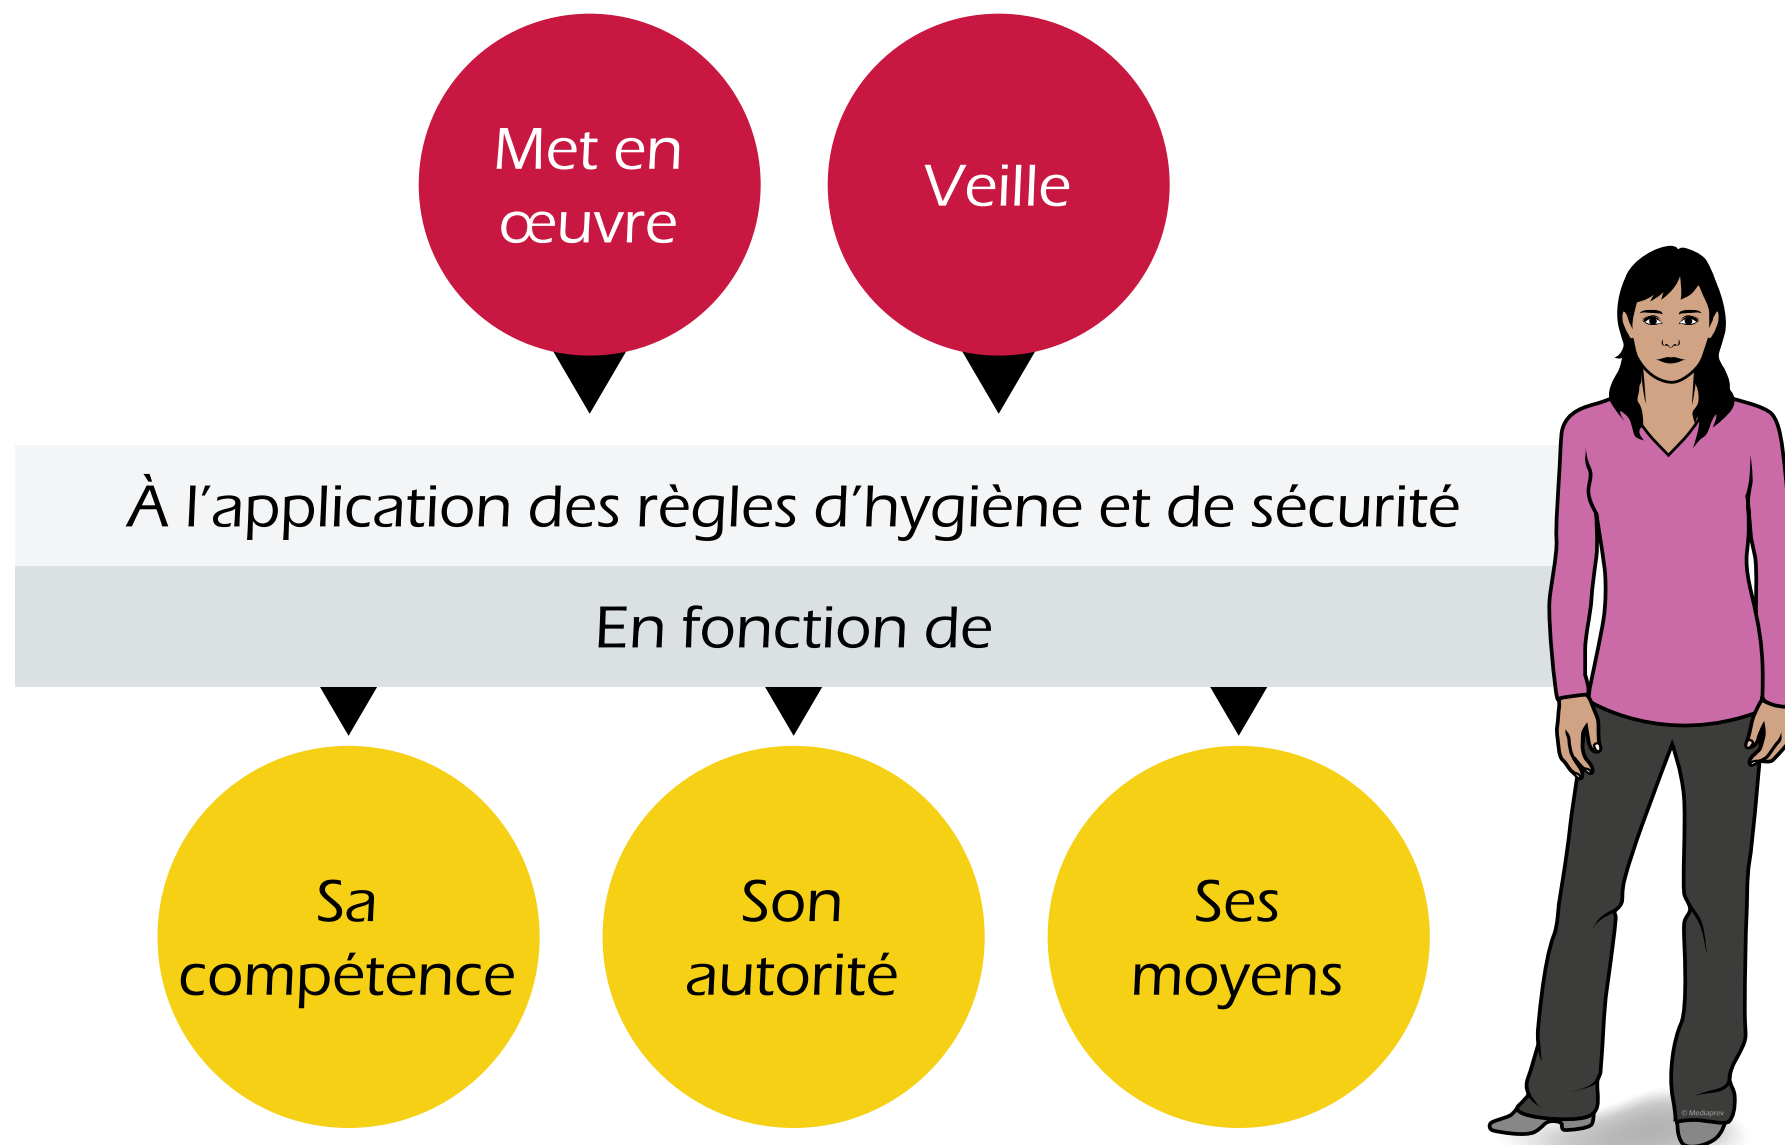 Met en
œuvre
Veille
À l’application des règles d’hygiène et de sécurité
En fonction de
Sa
compétence
Son
autorité
Ses
moyens
© Mediaprev